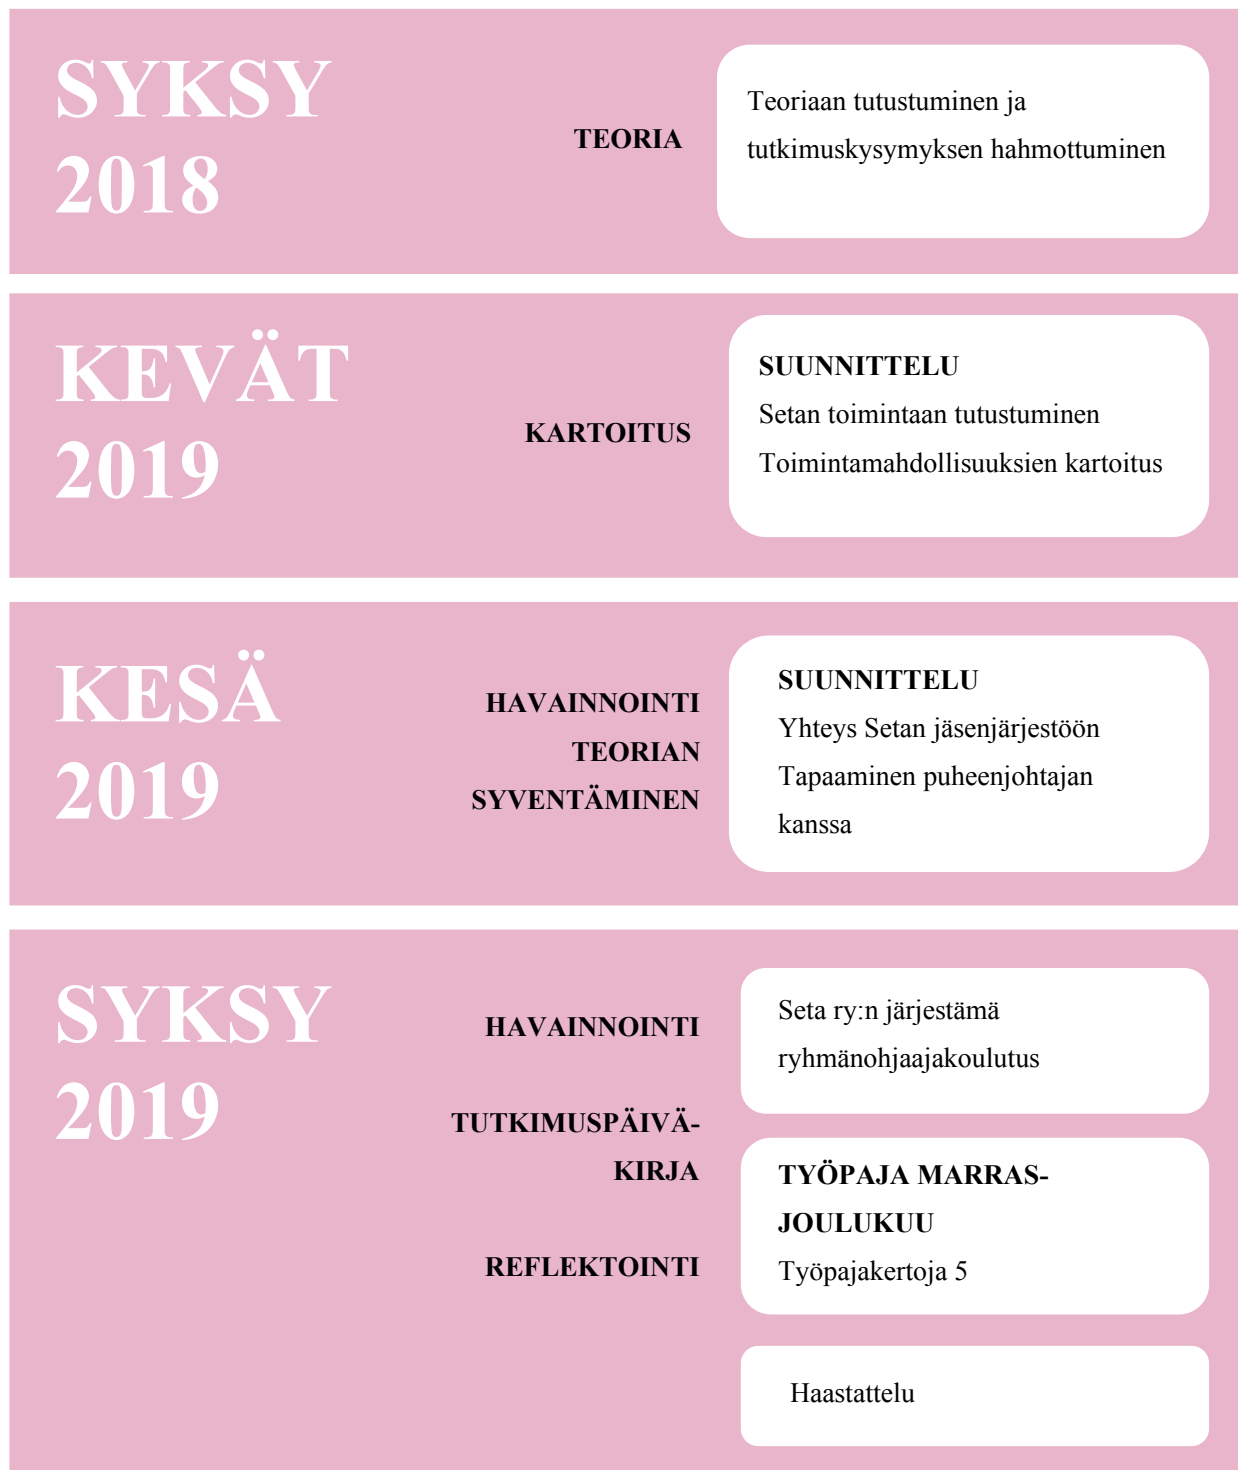 SYKSY
2018
TEORIA
Teoriaan tutustuminen ja
tutkimuskysymyksen hahmottuminen
KEVÄT
2019
KARTOITUS
SUUNNITTELU
Setan toimintaan tutustuminen
Toimintamahdollisuuksien kartoitus
KESÄ
2019
HAVAINNOINTI
TEORIAN
SYVENTÄMINEN
SUUNNITTELU
Yhteys Setan jäsenjärjestöön
Tapaaminen puheenjohtajan
kanssa
SYKSY
2019
HAVAINNOINTI
TUTKIMUSPÄIVÄ-
KIRJA
REFLEKTOINTI
Seta ry:n järjestämä
ryhmänohjaajakoulutus
TYÖPAJA MARRAS-
JOULUKUU
Työpajakertoja 5
Haastattelu